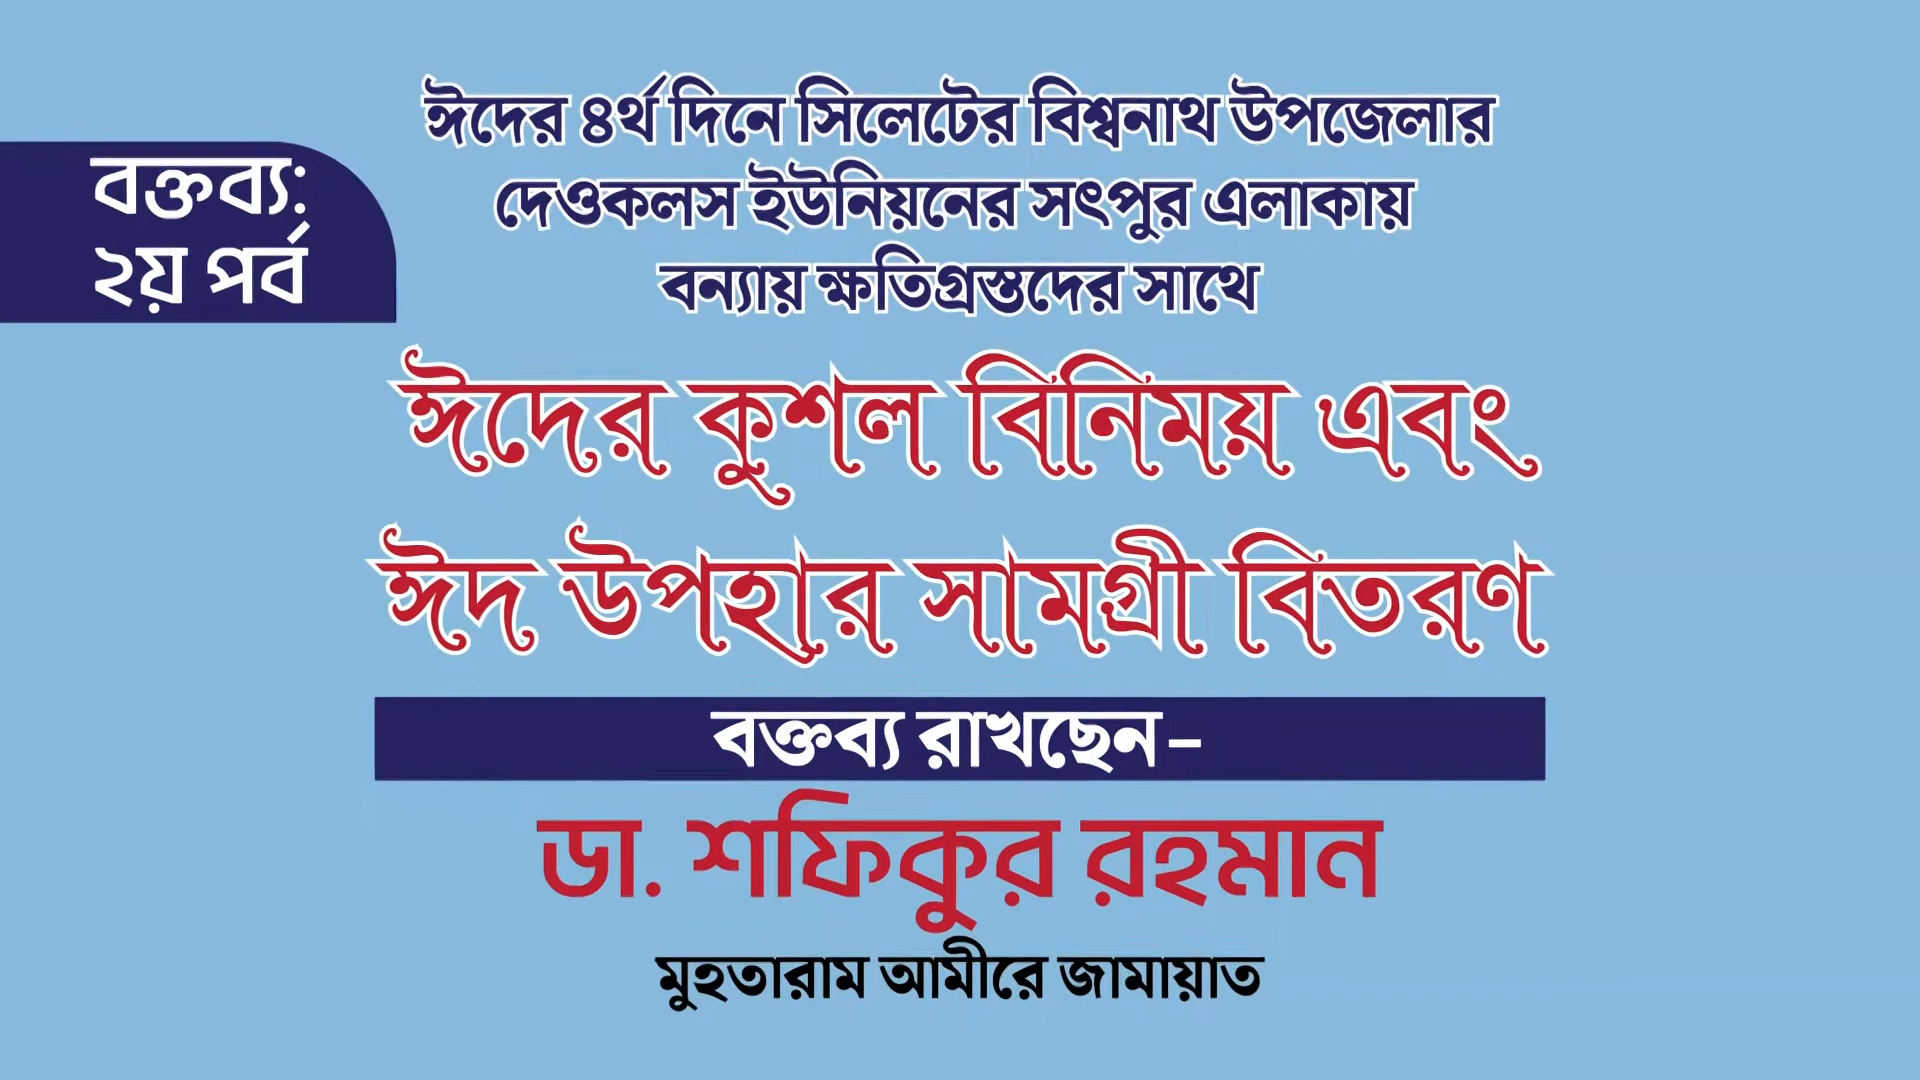 বক্তব্য:
২য় পর্ব
ঈদের ৪র্থ দিনে সিলেটের বিশ্বনাথ উপজেলার
দেওকলস ইউনিয়নের সৎপুর এলাকায়
বন্যায় ক্ষতিগ্রস্তদের সাথে
ঈদের কুশল বিনিময় এবং
ঈদ উপহার সামগ্রী বিতরণ
বক্তব্য রাখছেন–
ডা. শফিকুর রহমান
মুহতারাম আমীরে জামায়াত